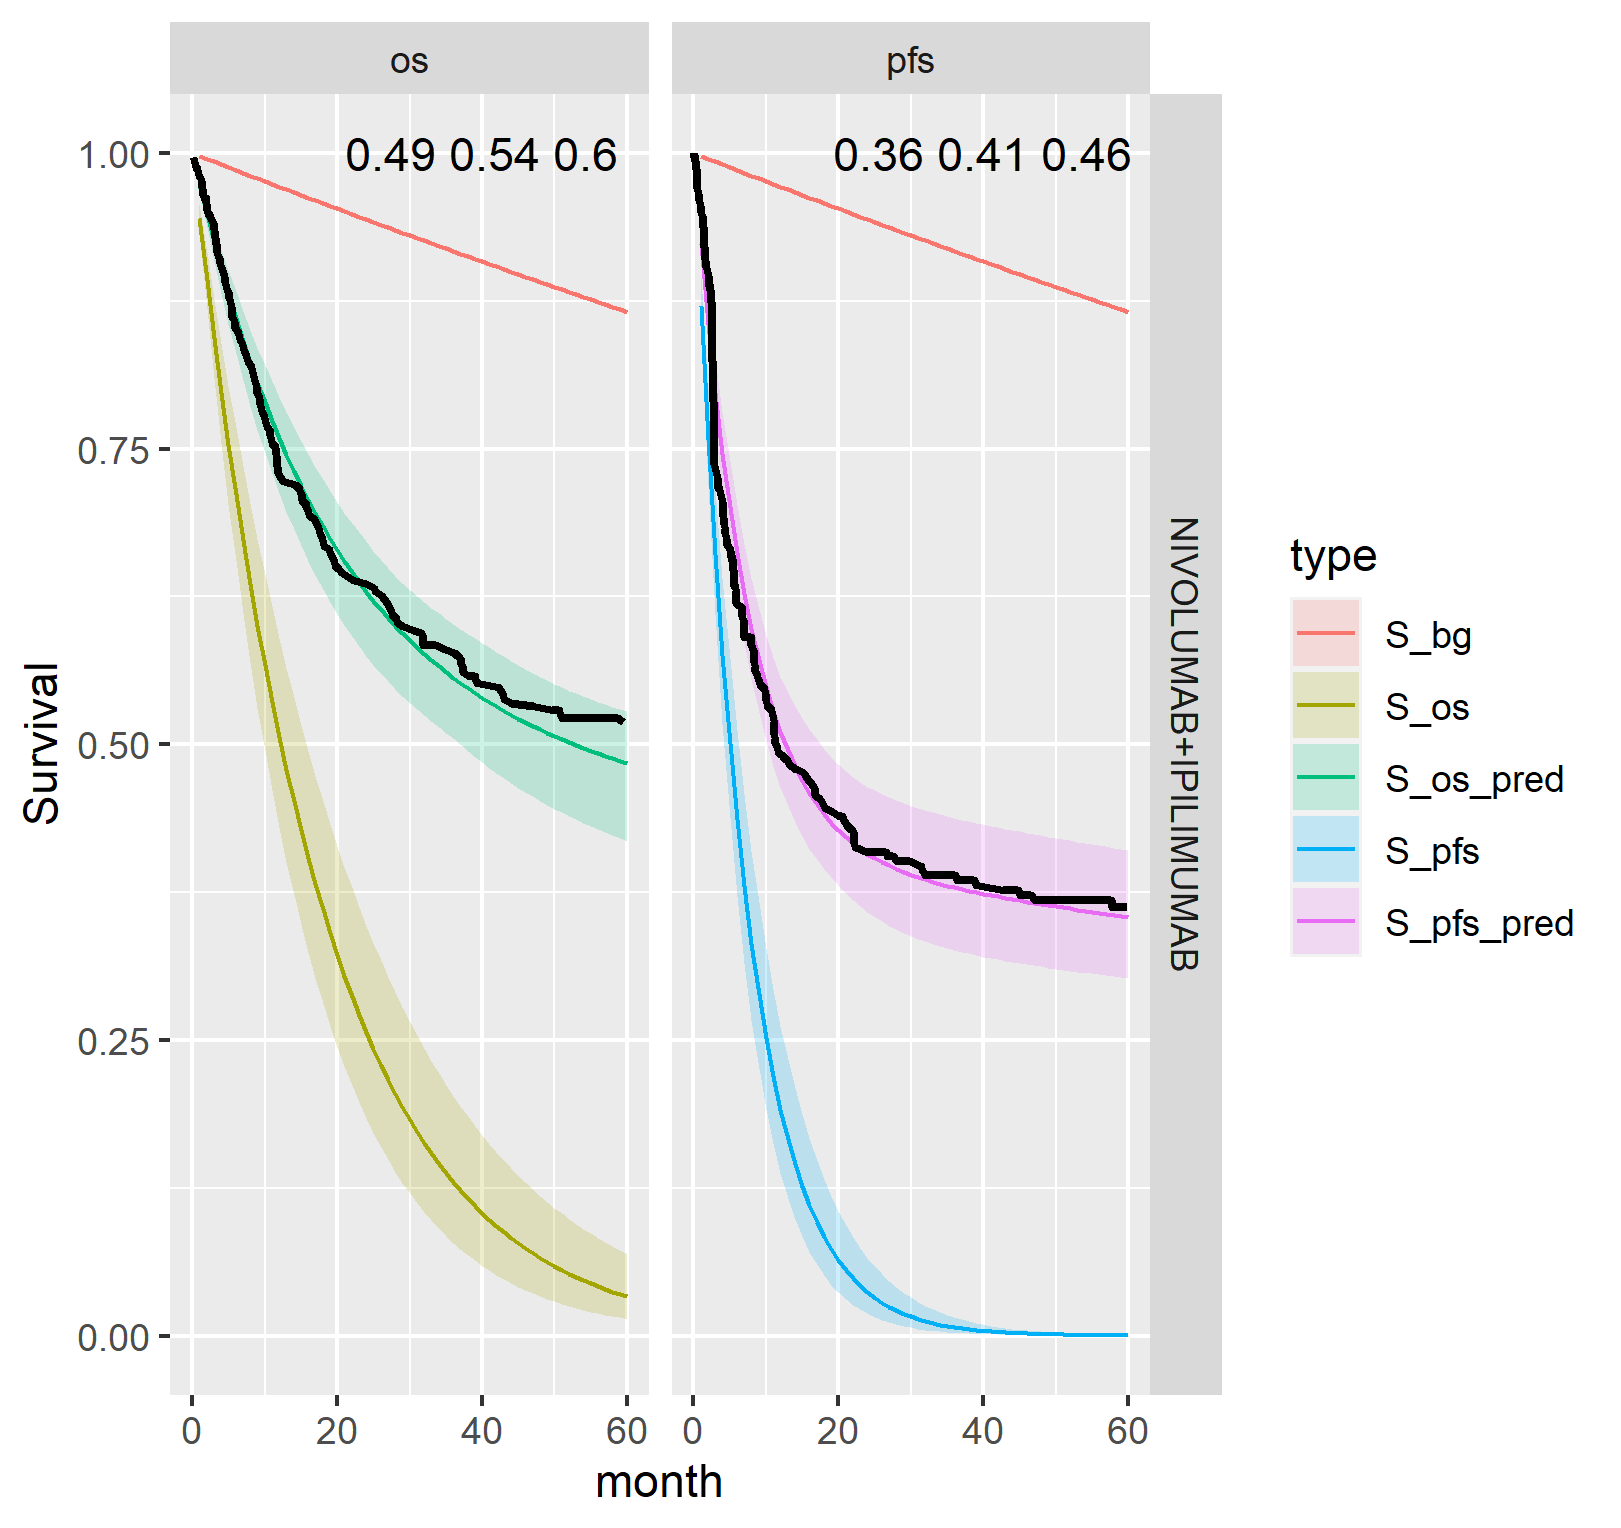 os
pfs
0.49 0.54 0.6
0.36 0.41 0.46
1.00
0.75
0.50
0.25
0.00
Survival
0
20
40
60
0
20
40
60
month
NIVOLUMAB+IPILIMUMAB
type
S_bg
S_os
S_os_pred
S_pfs
S_pfs_pred